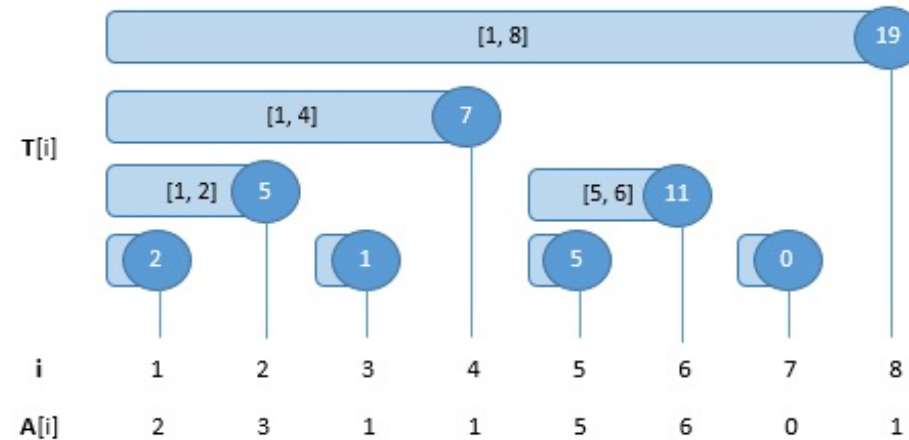 [1, 8] 19
[1, 4] 7
T[i]
[1, 2] 5 [5, 6] 11
2 1 5 0
i 1 2 3 4 5 6 7 8
A[i] 2 3 1 1 5 6 0 1